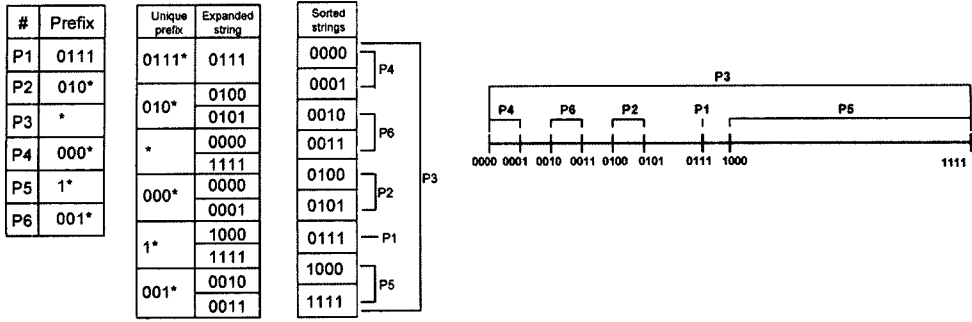 # Prefix
P1 0111
P2 010*
P3 *
P4 000*
P5 1*
P6 001*
Unique prefix Expanded string
0111* 0111
010* 0100
0101
* 0000
1111
000* 0000
0001
1* 1000
1111
001* 0010
0011
Sorted strings
0000
0001
0010
0011
0100
0101
0111
1000
1111
P4
P6
P2
P1
P5
P3
P3
P4 P6 P2 P1 P5
0000 0001 0010 0011 0100 0101 0111 1000 1111